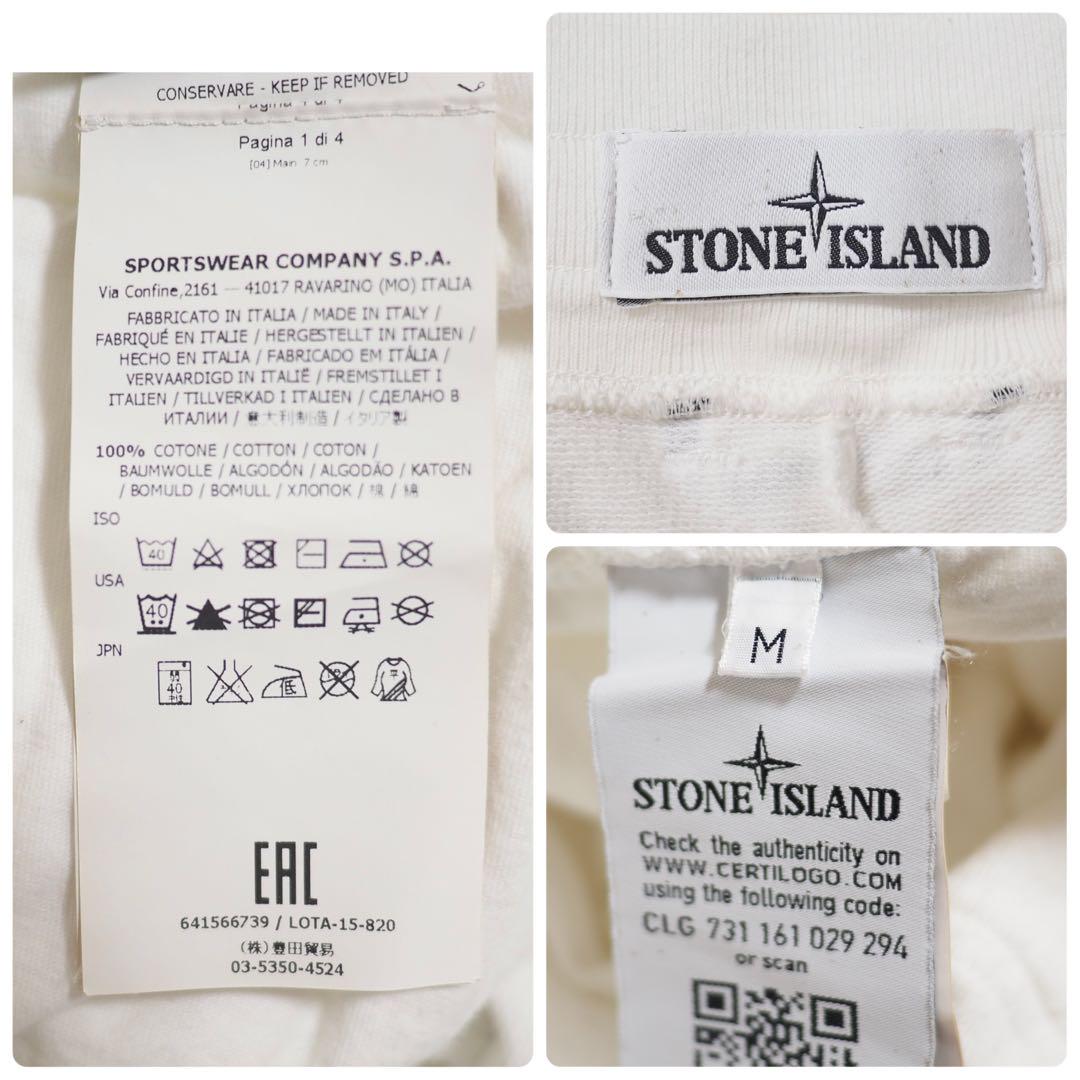 CONSERVARE - KEEP IF REMOVED
Pagina 1 di 4
[04] Main 7 cm
SPORTSWEAR COMPANY S.P.A.
Via Confine,2161 — 41017 RAVARINO (MO) ITALIA
FABBRICATO IN ITALIA / MADE IN ITALY /
FABRIQUÉ EN ITALIE / HERGESTELLT IN ITALIEN /
HECHO EN ITALIA / FABRICADO EM ITÁLIA /
VERVAARDIGD IN ITALIË / FREMSTILLET I
ITALIEN / TILLVERKAD I ITALIEN / СДЕЛАНО В
ИТАЛИИ / 意大利制造 / イタリア製
100% COTONE / COTTON / COTON /
BAUMWOLLE / ALGODÓN / ALGODÃO / KATOEN
/ BOMULD / BOMULL / ХЛОПОК / 棉 / 綿
ISO
40
USA
40
JPN
40
低
平
EAC
641566739 / LOTA-15-820
(株)豊田貿易
03-5350-4524
STONE ISLAND
M
STONE ISLAND
Check the authenticity on
WWW.CERTILOGO.COM
using the following code:
CLG 731 161 029 294
or scan